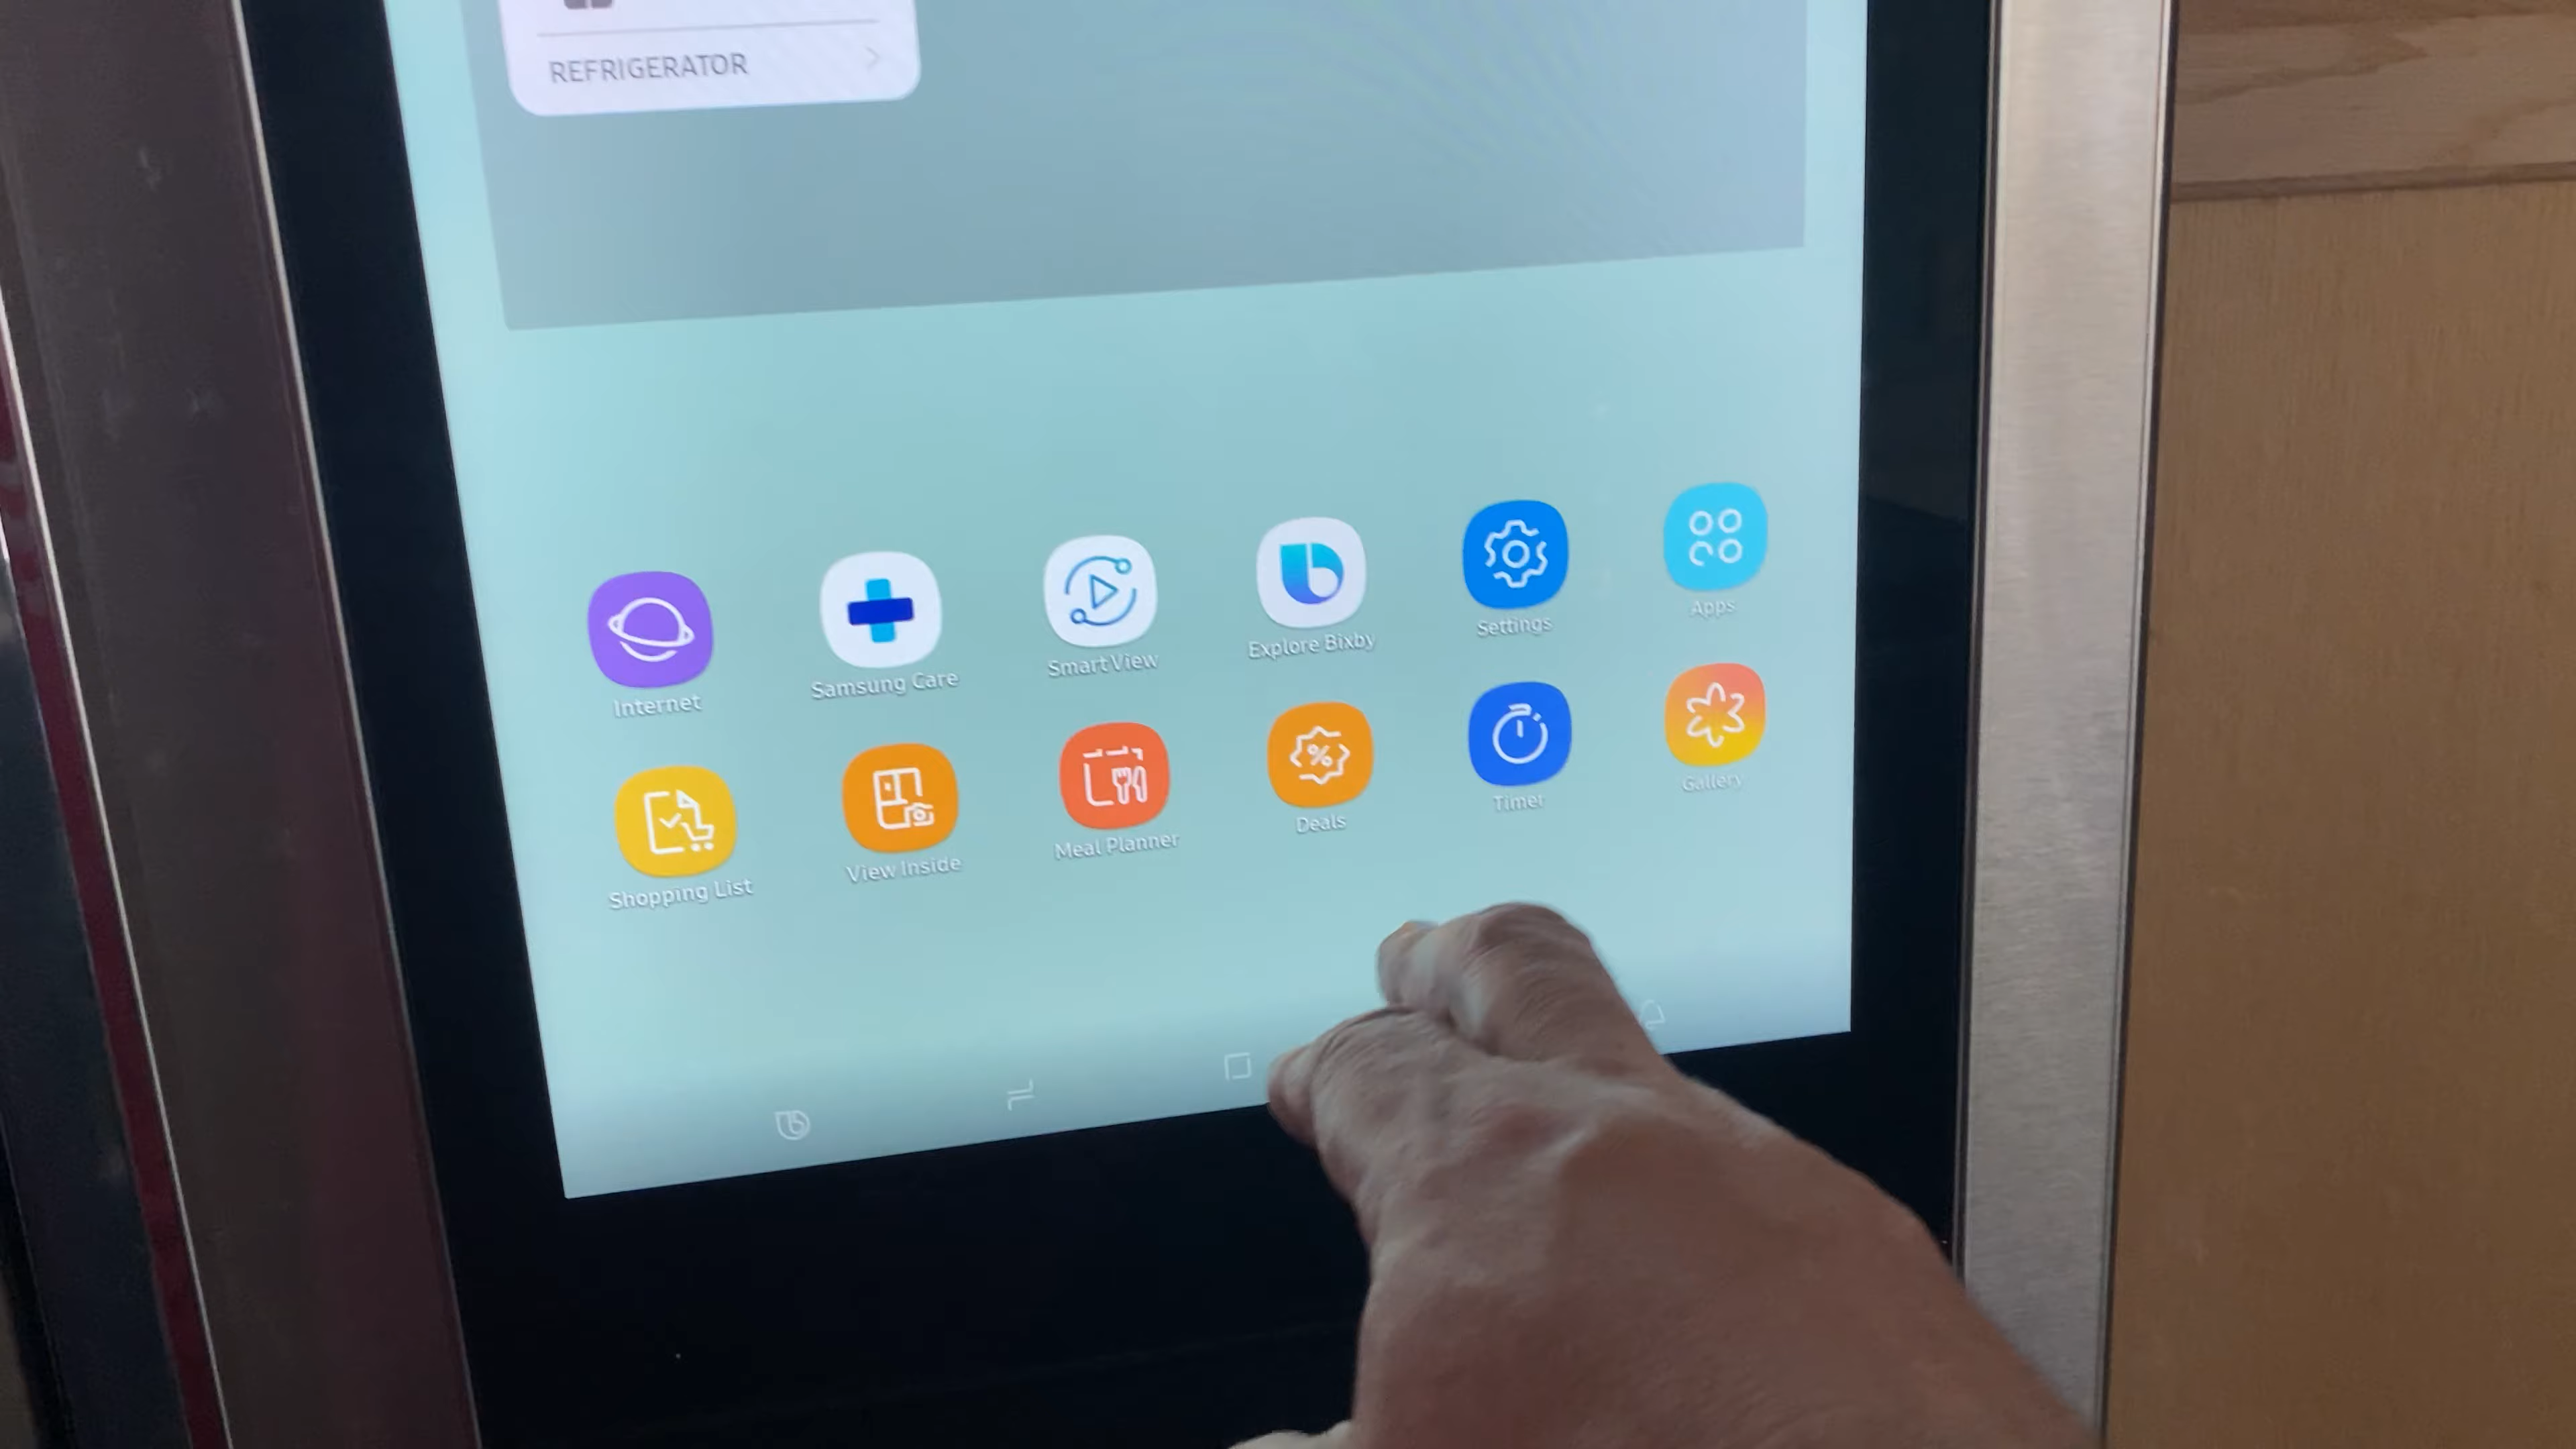 REFRIGERATOR
Internet
Samsung Care
Smart View
Explore Bixby
Settings
Apps
Shopping List
View Inside
Meal Planner
%
Deals
Timer
Gallery